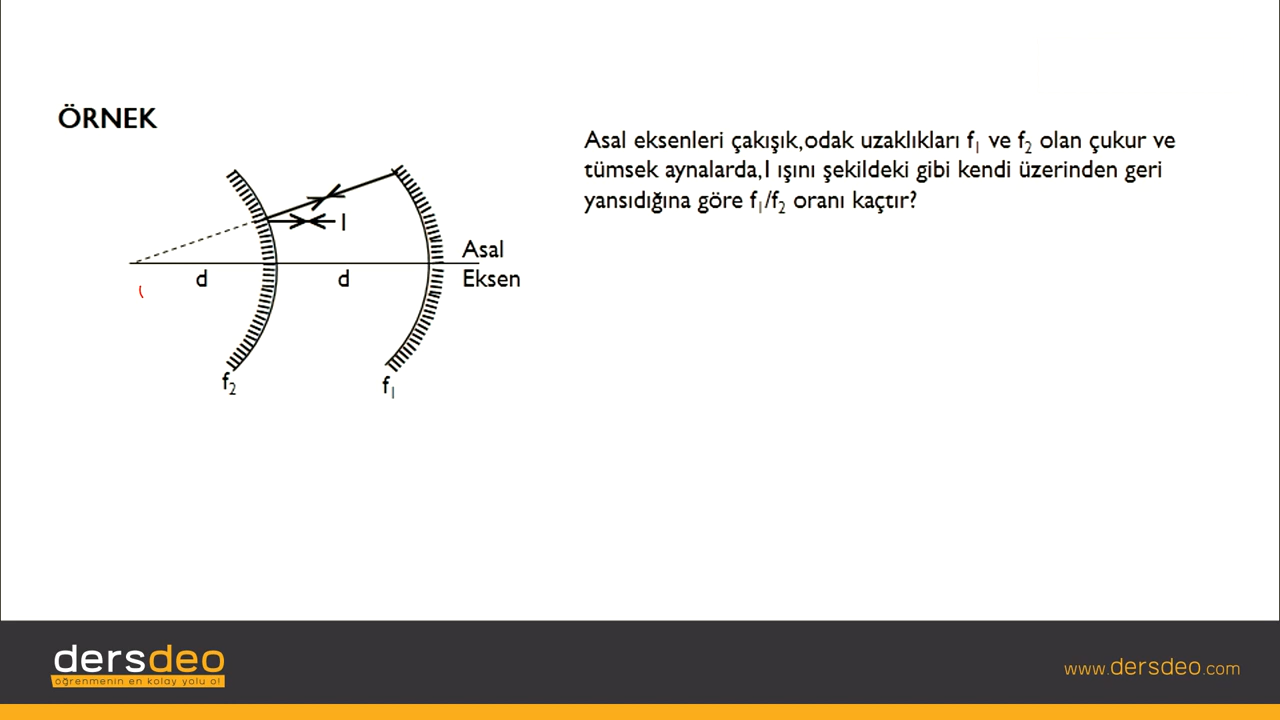 ÖRNEK
Asal eksenleri çakışık,odak uzaklıkları f₁ ve f₂ olan çukur ve
tümsek aynalarda,I ışını şekildeki gibi kendi üzerinden geri
yansıdığına göre f₁/f₂ oranı kaçtır?
I
Asal
Eksen
d
d
f₂
f₁
dersdeo
öğrenmenin en kolay yolu o!
www.dersdeo.com